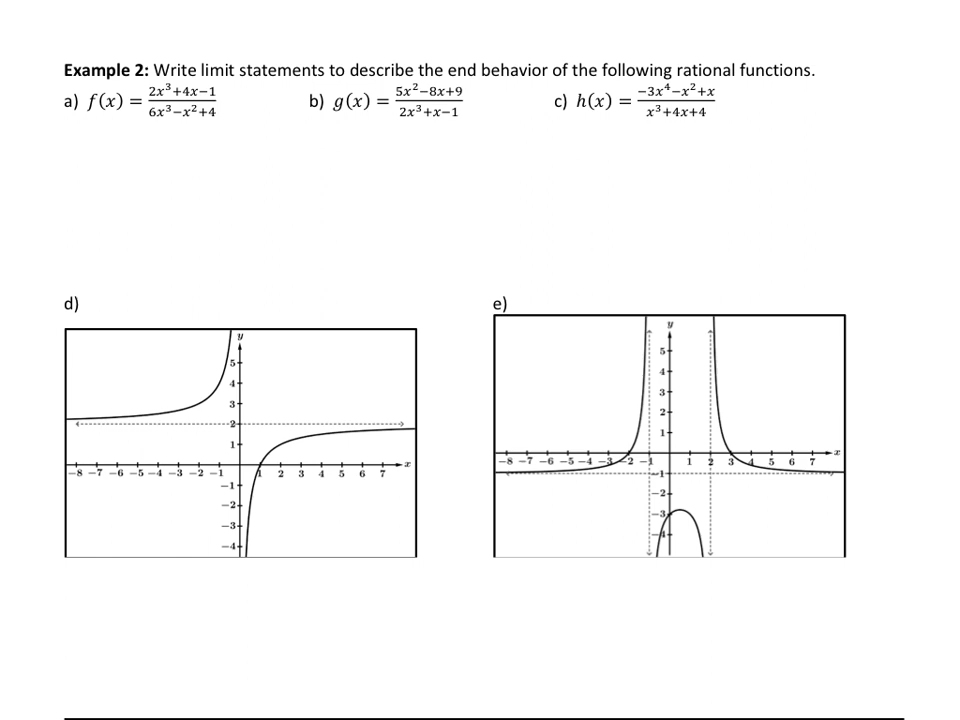 Example 2: Write limit statements to describe the end behavior of the following rational functions.
a) f(x) = (2x³+4x−1)/(6x³−x²+4) b) g(x) = (5x²−8x+9)/(2x³+x−1) c) h(x) = (−3x⁴−x²+x)/(x³+4x+4)
d) e)
y
5
4
3
2
1
−8 −7 −6 −5 −4 −3 −2 −1 1 2 3 4 5 6 7 x
−1
−2
−3
−4
y
5
4
3
2
1
−8 −7 −6 −5 −4 −3 −2 −1 1 2 3 4 5 6 7 x
−1
−2
−3
−4